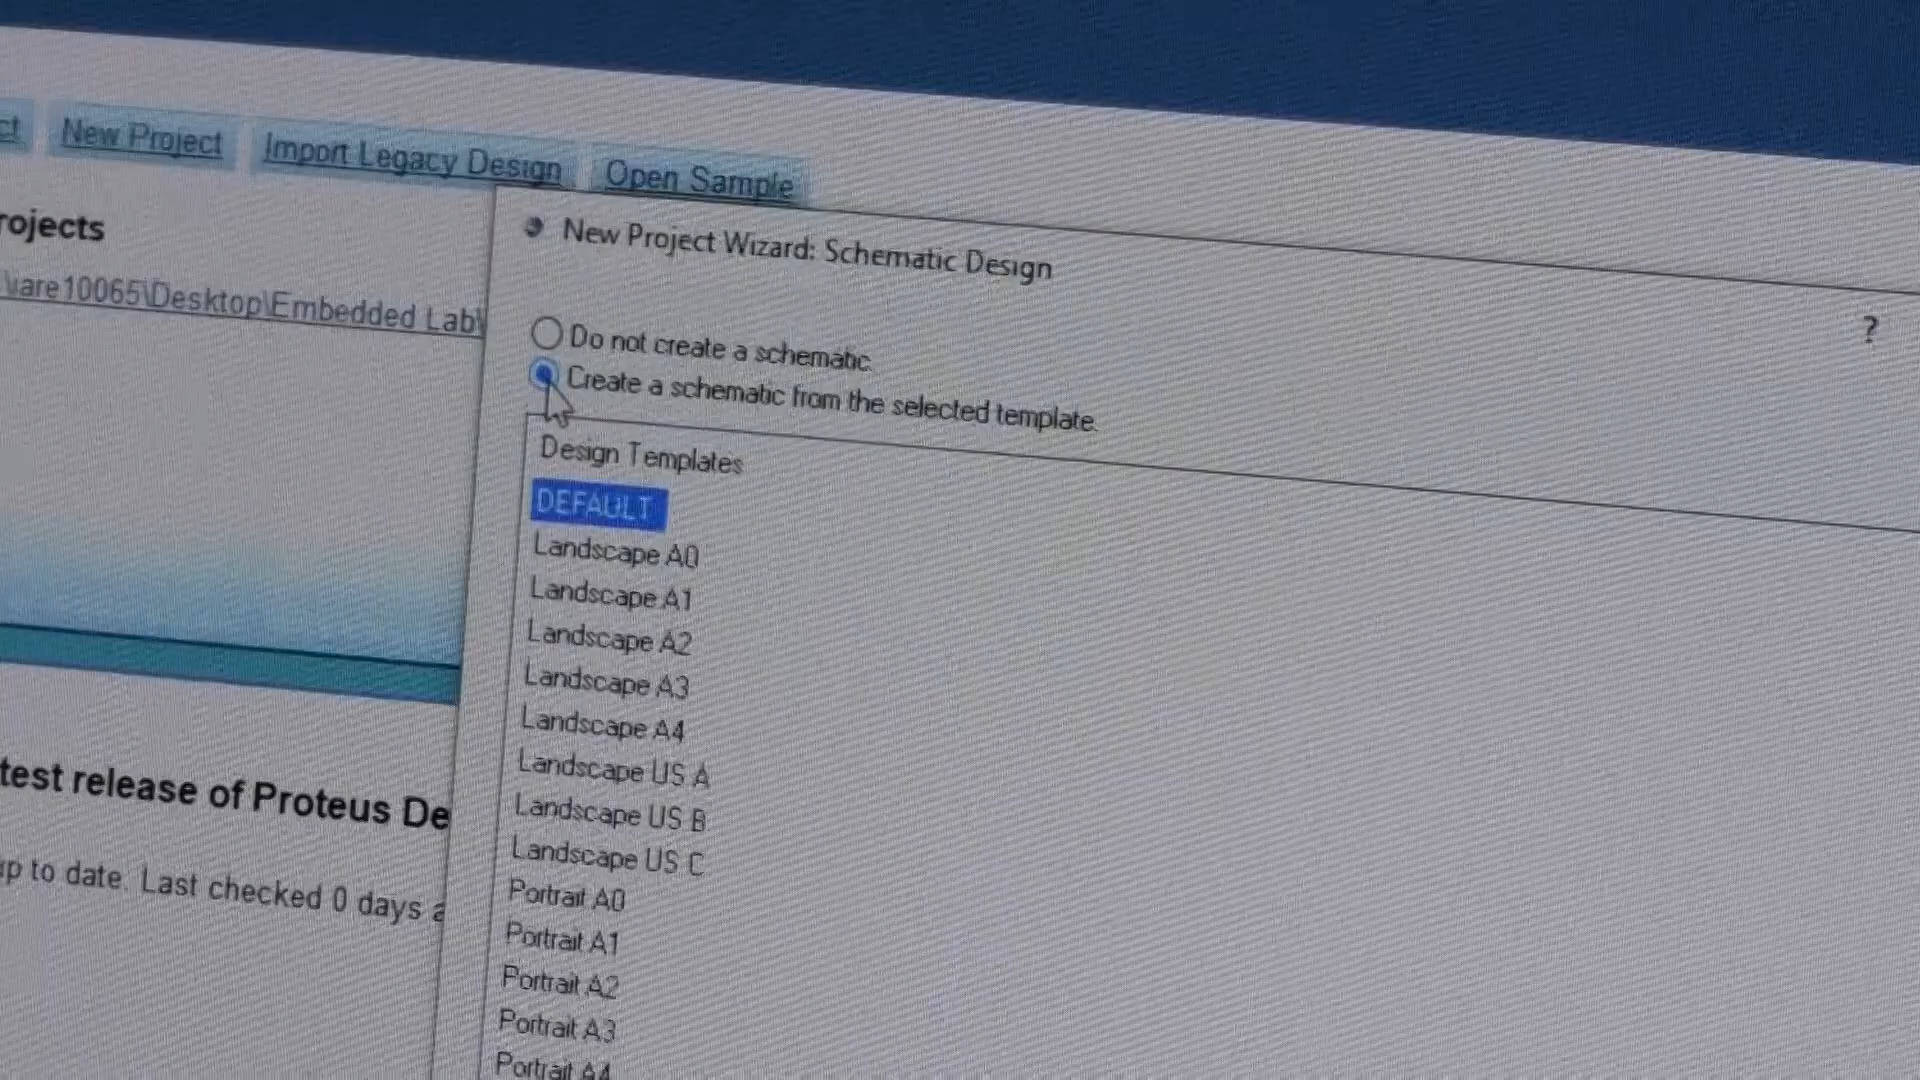 ct New Project Import Legacy Design Open Sample
rojects
\vare10065\Desktop\Embedded Lab\
New Project Wizard: Schematic Design
?
Do not create a schematic.
Create a schematic from the selected template.
Design Templates
DEFAULT
Landscape A0
Landscape A1
Landscape A2
Landscape A3
Landscape A4
Landscape US A
Landscape US B
Landscape US C
Portrait A0
Portrait A1
Portrait A2
Portrait A3
Portrait A4
test release of Proteus De
up to date. Last checked 0 days a